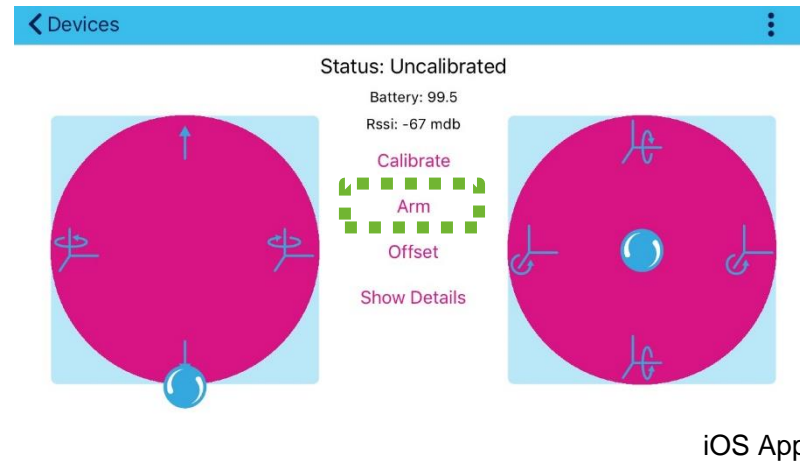 Devices
Status: Uncalibrated
Battery: 99.5
Rssi: -67 mdb
Calibrate
Arm
Offset
Show Details
iOS App